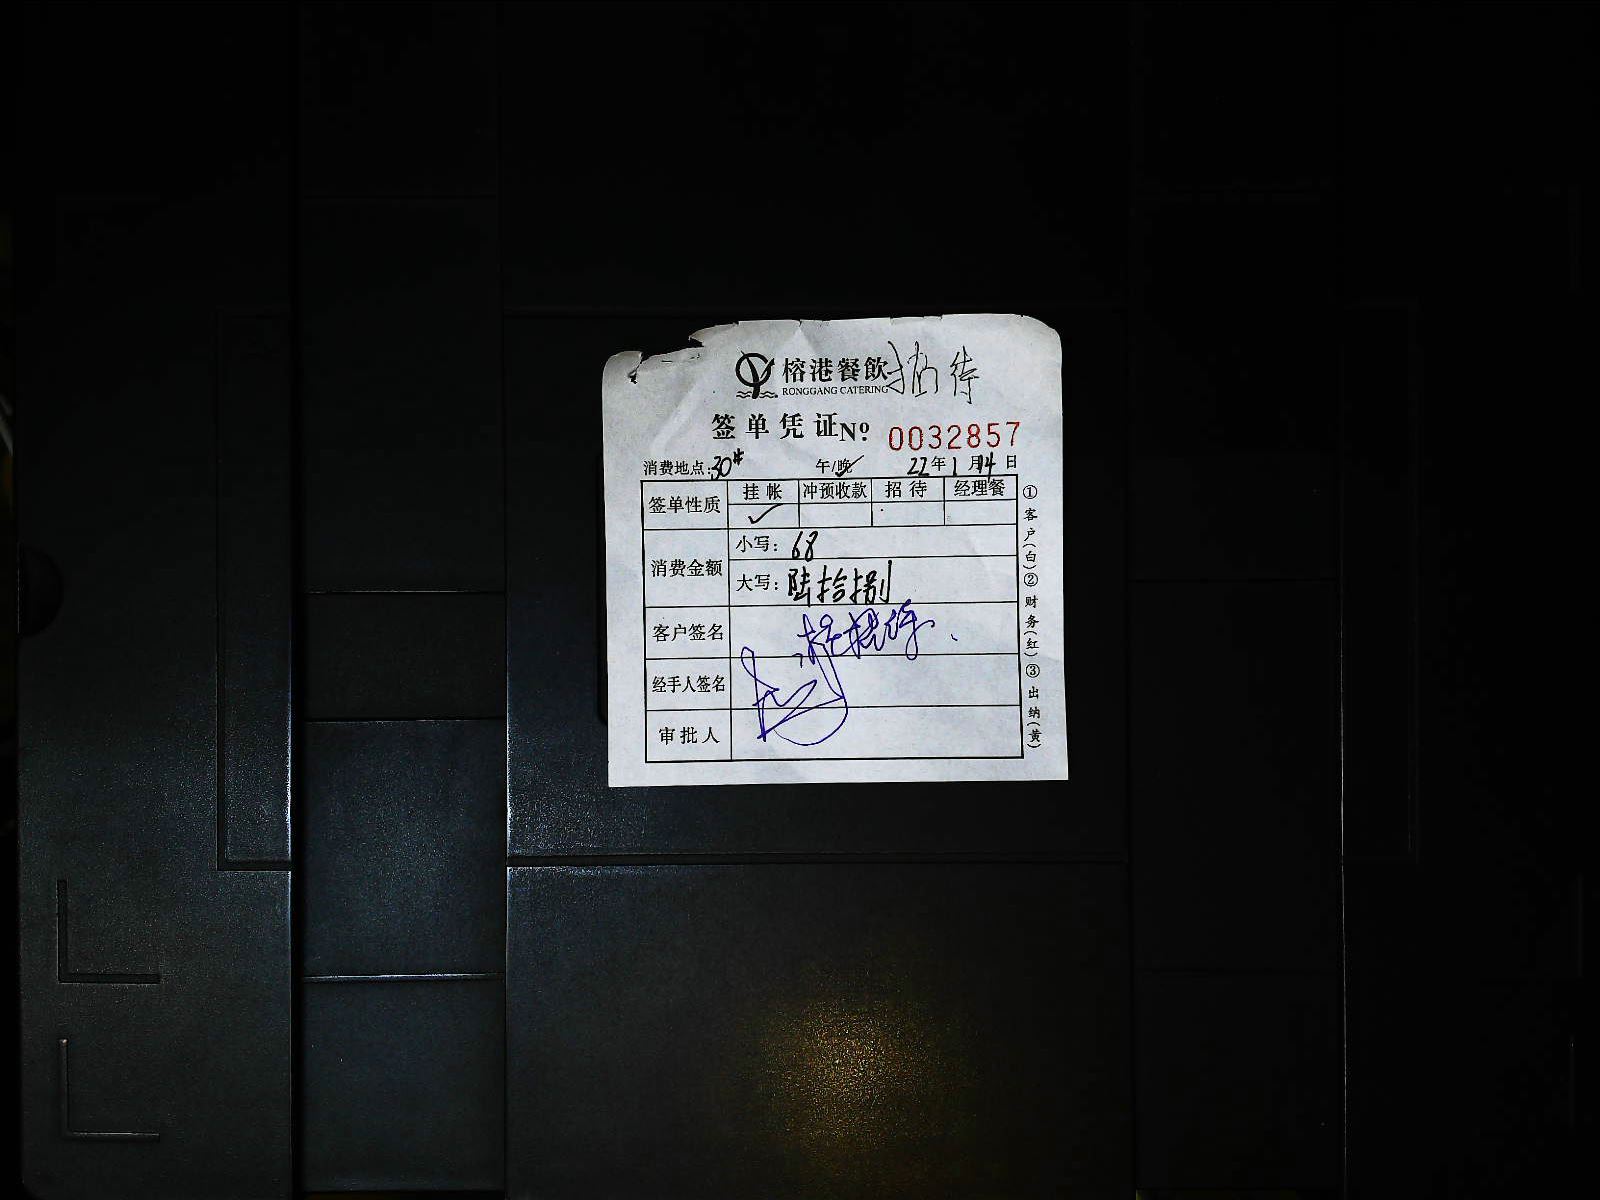 榕港餐飲 招待
RONGGANG CATERING
签单凭证 Nº 0032857
消费地点: 30# 午/晚✓ 22年1月14日
签单性质 挂帐 冲预收款 招待 经理餐
✓
消费金额 小写: 68
大写: 陆拾捌
客户签名
经手人签名
审批人
①客户(白)②财务(红)③出纳(黄)